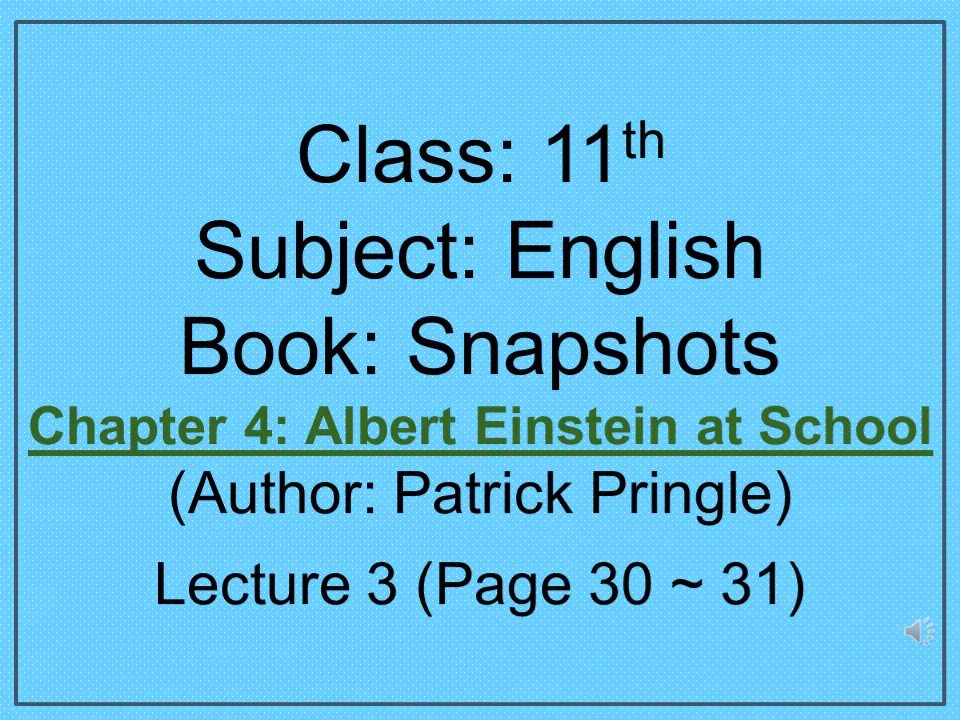 Class: 11th
Subject: English
Book: Snapshots
Chapter 4: Albert Einstein at School
(Author: Patrick Pringle)
Lecture 3 (Page 30 ~ 31)